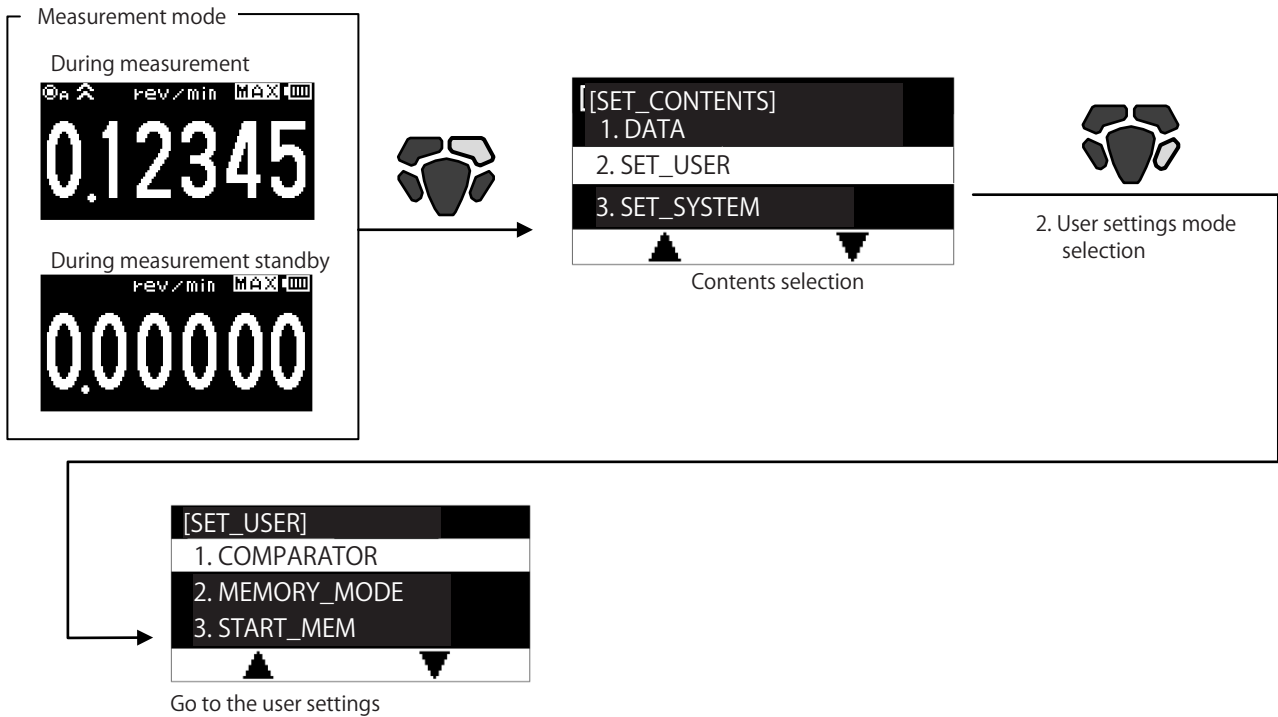 Measurement mode
During measurement
A rev/min MAX
0.12345
During measurement standby
rev/min MAX
0.00000
[[SET_CONTENTS]
1. DATA
2. SET_USER
3. SET_SYSTEM
Contents selection
2. User settings mode
selection
[SET_USER]
1. COMPARATOR
2. MEMORY_MODE
3. START_MEM
Go to the user settings